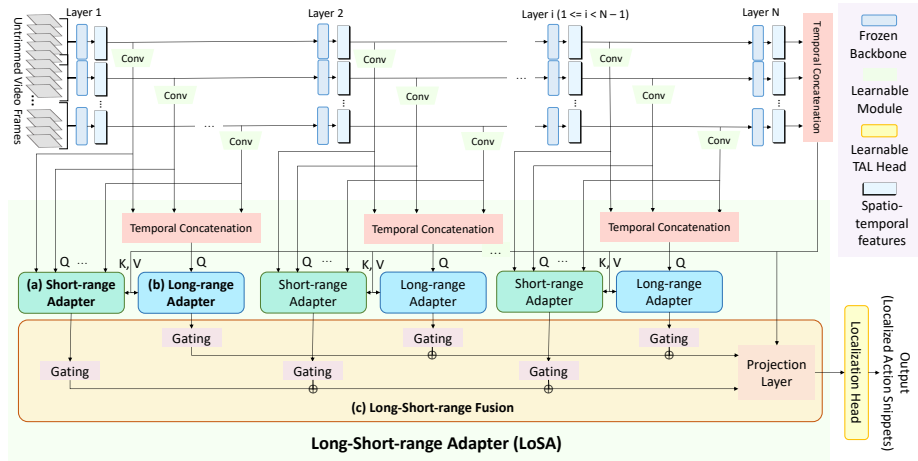 Layer 1
Layer 2
Layer i (1 <= i < N – 1)
Layer N
Untrimmed Video Frames
...
Conv
Conv
Conv
Conv
Conv
Conv
Conv
Conv
Conv
...
...
...
Temporal Concatenation
Frozen
Backbone
Learnable
Module
Learnable
TAL Head
Spatio-
temporal
features
Temporal Concatenation
Temporal Concatenation
Temporal Concatenation
...
Q ...
K, V
Q
Q ...
K, V
Q
Q ...
K, V
Q
(a) Short-range
Adapter
(b) Long-range
Adapter
Short-range
Adapter
Long-range
Adapter
Short-range
Adapter
Long-range
Adapter
Gating
Gating
Gating
Gating
Gating
Gating
Projection
Layer
Localization Head
Output
(Localized Action Snippets)
(c) Long-Short-range Fusion
Long-Short-range Adapter (LoSA)